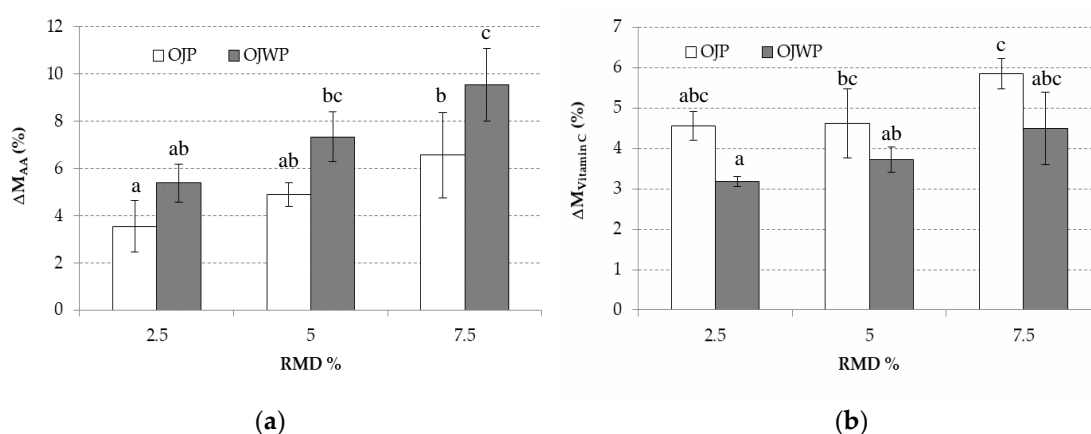 12
10
8
6
4
2
0
ΔM_AA (%)
OJP
OJWP
a
ab
ab
bc
b
c
2.5
5
7.5
RMD %
(a)
7
6
5
4
3
2
1
0
ΔM_Vitamin C (%)
OJP
OJWP
abc
a
bc
ab
c
abc
2.5
5
7.5
RMD %
(b)